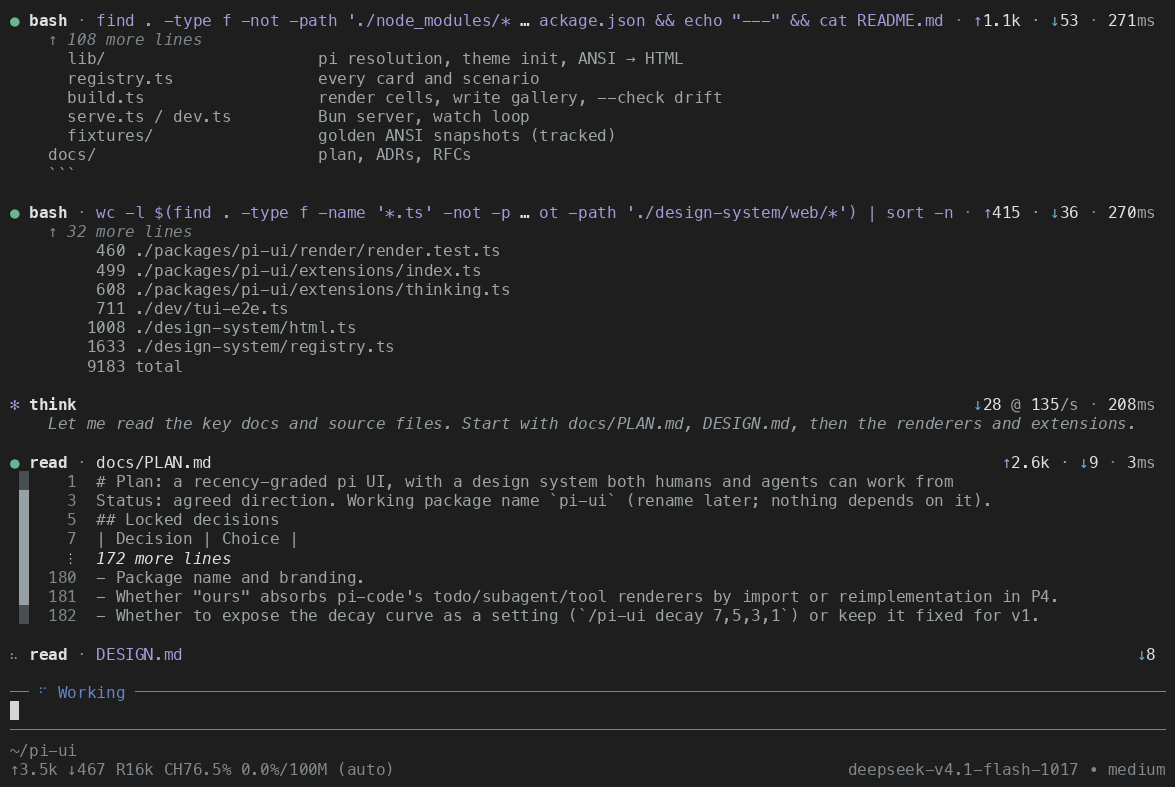 ● bash · find . -type f -not -path './node_modules/* … ackage.json && echo "---" && cat README.md · ↑1.1k · ↓53 · 271ms
↑ 108 more lines
lib/ pi resolution, theme init, ANSI → HTML
registry.ts every card and scenario
build.ts render cells, write gallery, --check drift
serve.ts / dev.ts Bun server, watch loop
fixtures/ golden ANSI snapshots (tracked)
docs/ plan, ADRs, RFCs
```
● bash · wc -l $(find . -type f -name '*.ts' -not -p … ot -path './design-system/web/*') | sort -n · ↑415 · ↓36 · 270ms
↑ 32 more lines
460 ./packages/pi-ui/render/render.test.ts
499 ./packages/pi-ui/extensions/index.ts
608 ./packages/pi-ui/extensions/thinking.ts
711 ./dev/tui-e2e.ts
1008 ./design-system/html.ts
1633 ./design-system/registry.ts
9183 total
✻ think ↓28 @ 135/s · 208ms
Let me read the key docs and source files. Start with docs/PLAN.md, DESIGN.md, then the renderers and extensions.
● read · docs/PLAN.md ↑2.6k · ↓9 · 3ms
1 # Plan: a recency-graded pi UI, with a design system both humans and agents can work from
3 Status: agreed direction. Working package name `pi-ui` (rename later; nothing depends on it).
5 ## Locked decisions
7 | Decision | Choice |
⋮ 172 more lines
180 - Package name and branding.
181 - Whether "ours" absorbs pi-code's todo/subagent/tool renderers by import or reimplementation in P4.
182 - Whether to expose the decay curve as a setting (`/pi-ui decay 7,5,3,1`) or keep it fixed for v1.
read · DESIGN.md ↓8
Working
~/pi-ui
↑3.5k ↓467 R16k CH76.5% 0.0%/100M (auto) deepseek-v4.1-flash-1017 • medium